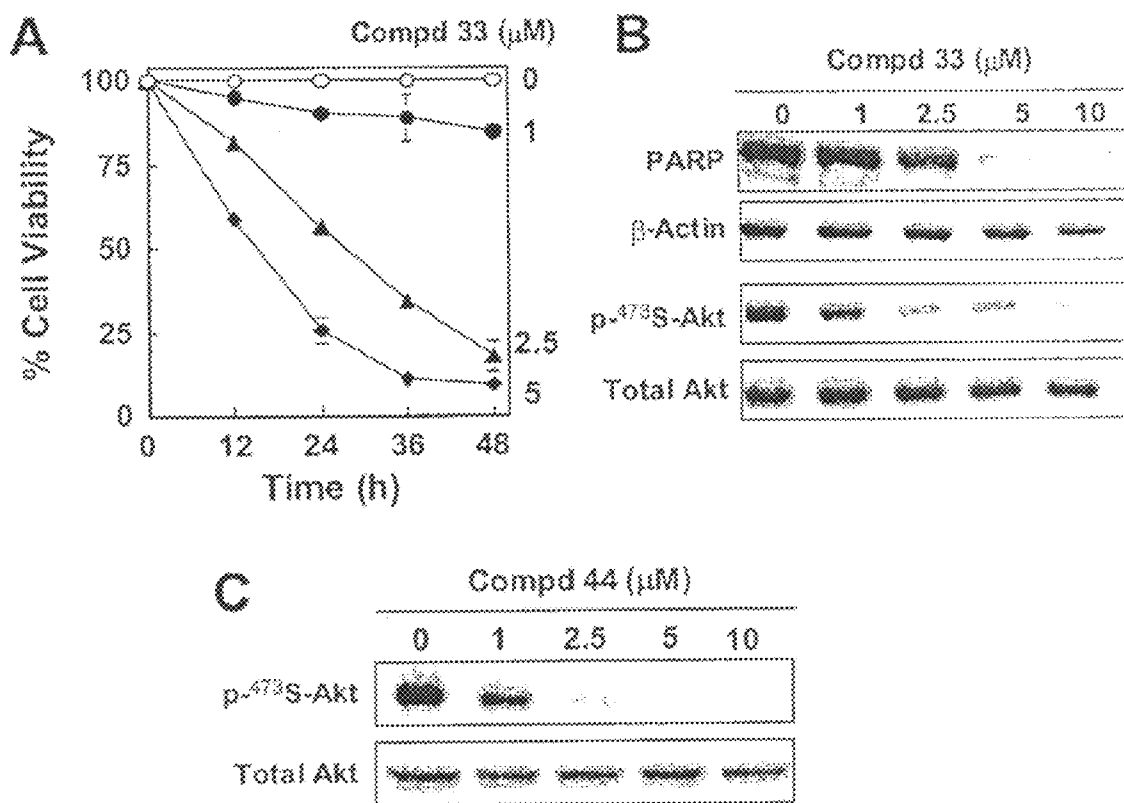 A
Compd 33 (μM)
100
75
50
25
0
% Cell Viability
0
1
2.5
5
0 12 24 36 48
Time (h)
B
Compd 33 (μM)
0 1 2.5 5 10
PARP
β-Actin
p-⁴⁷³S-Akt
Total Akt
C
Compd 44 (μM)
0 1 2.5 5 10
p-⁴⁷³S-Akt
Total Akt